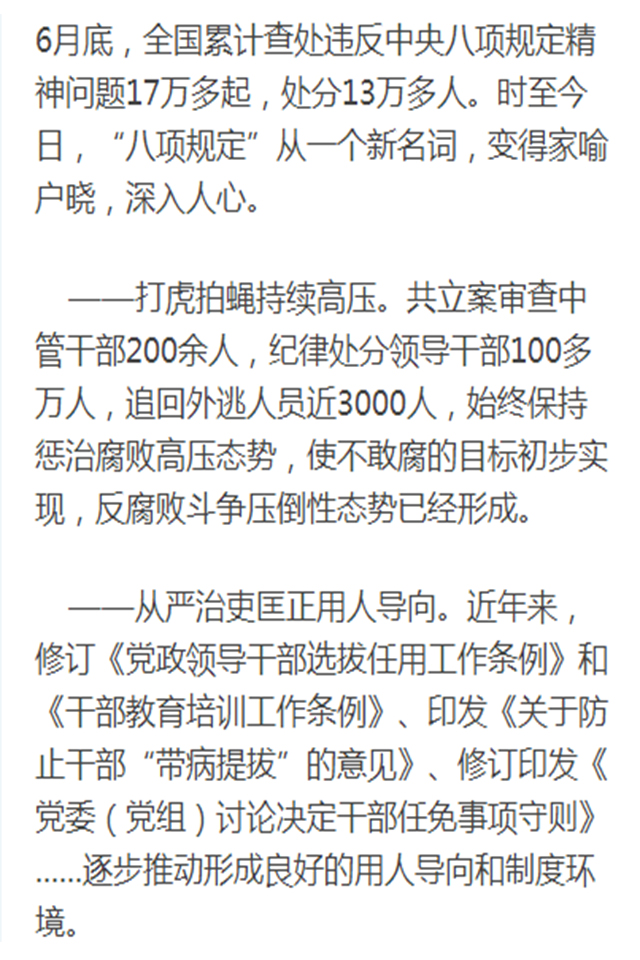 6月底，全国累计查处违反中央八项规定精
神问题17万多起，处分13万多人。时至今
日，“八项规定”从一个新名词，变得家喻
户晓，深入人心。
——打虎拍蝇持续高压。共立案审查中
管干部200余人，纪律处分领导干部100多
万人，追回外逃人员近3000人，始终保持
惩治腐败高压态势，使不敢腐的目标初步实
现，反腐败斗争压倒性态势已经形成。
——从严治吏匡正用人导向。近年来，
修订《党政领导干部选拔任用工作条例》和
《干部教育培训工作条例》、印发《关于防
止干部“带病提拔”的意见》、修订印发《
党委（党组）讨论决定干部任免事项守则》
……逐步推动形成良好的用人导向和制度环
境。